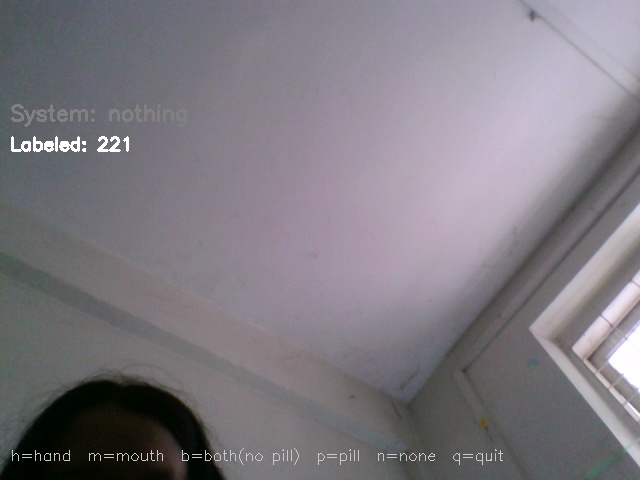 System: nothing
Labeled: 221
h=hand m=mouth b=both(no pill) p=pill n=none q=quit